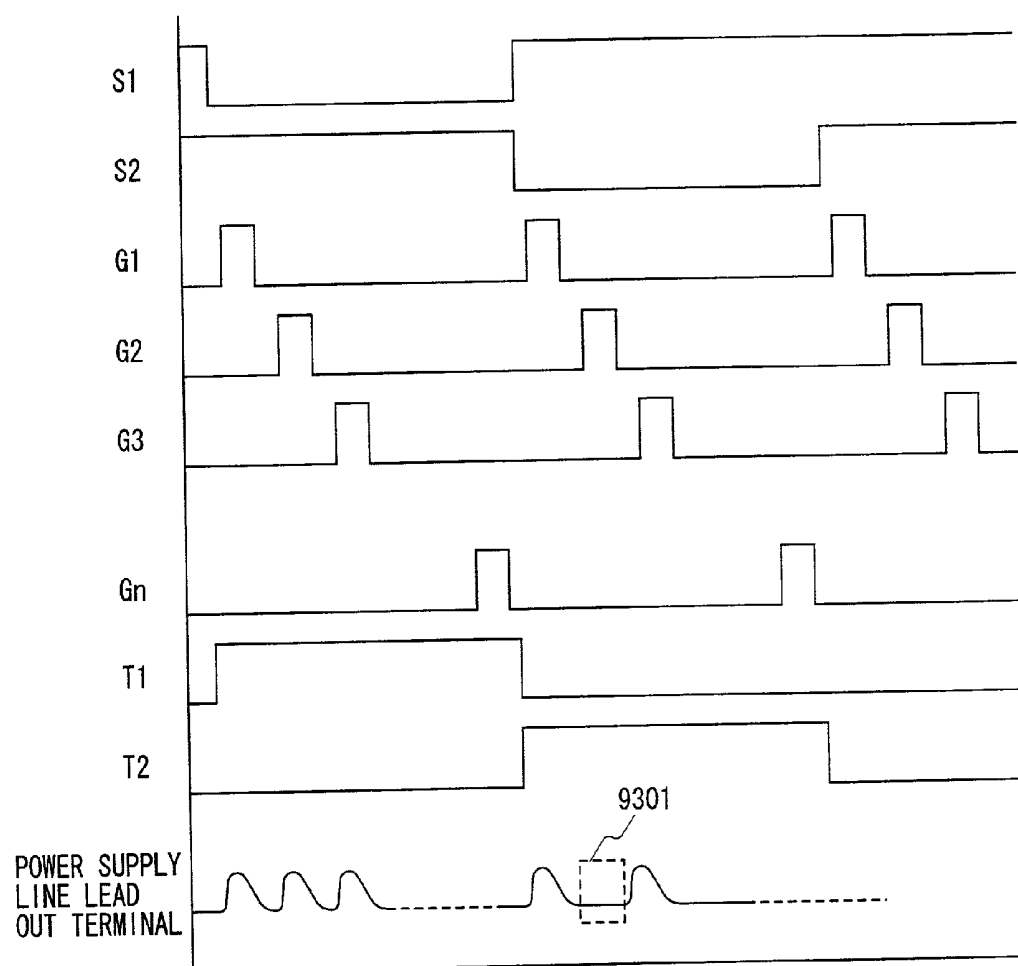 S1
S2
G1
G2
G3
Gn
T1
T2
9301
POWER SUPPLY
LINE LEAD
OUT TERMINAL